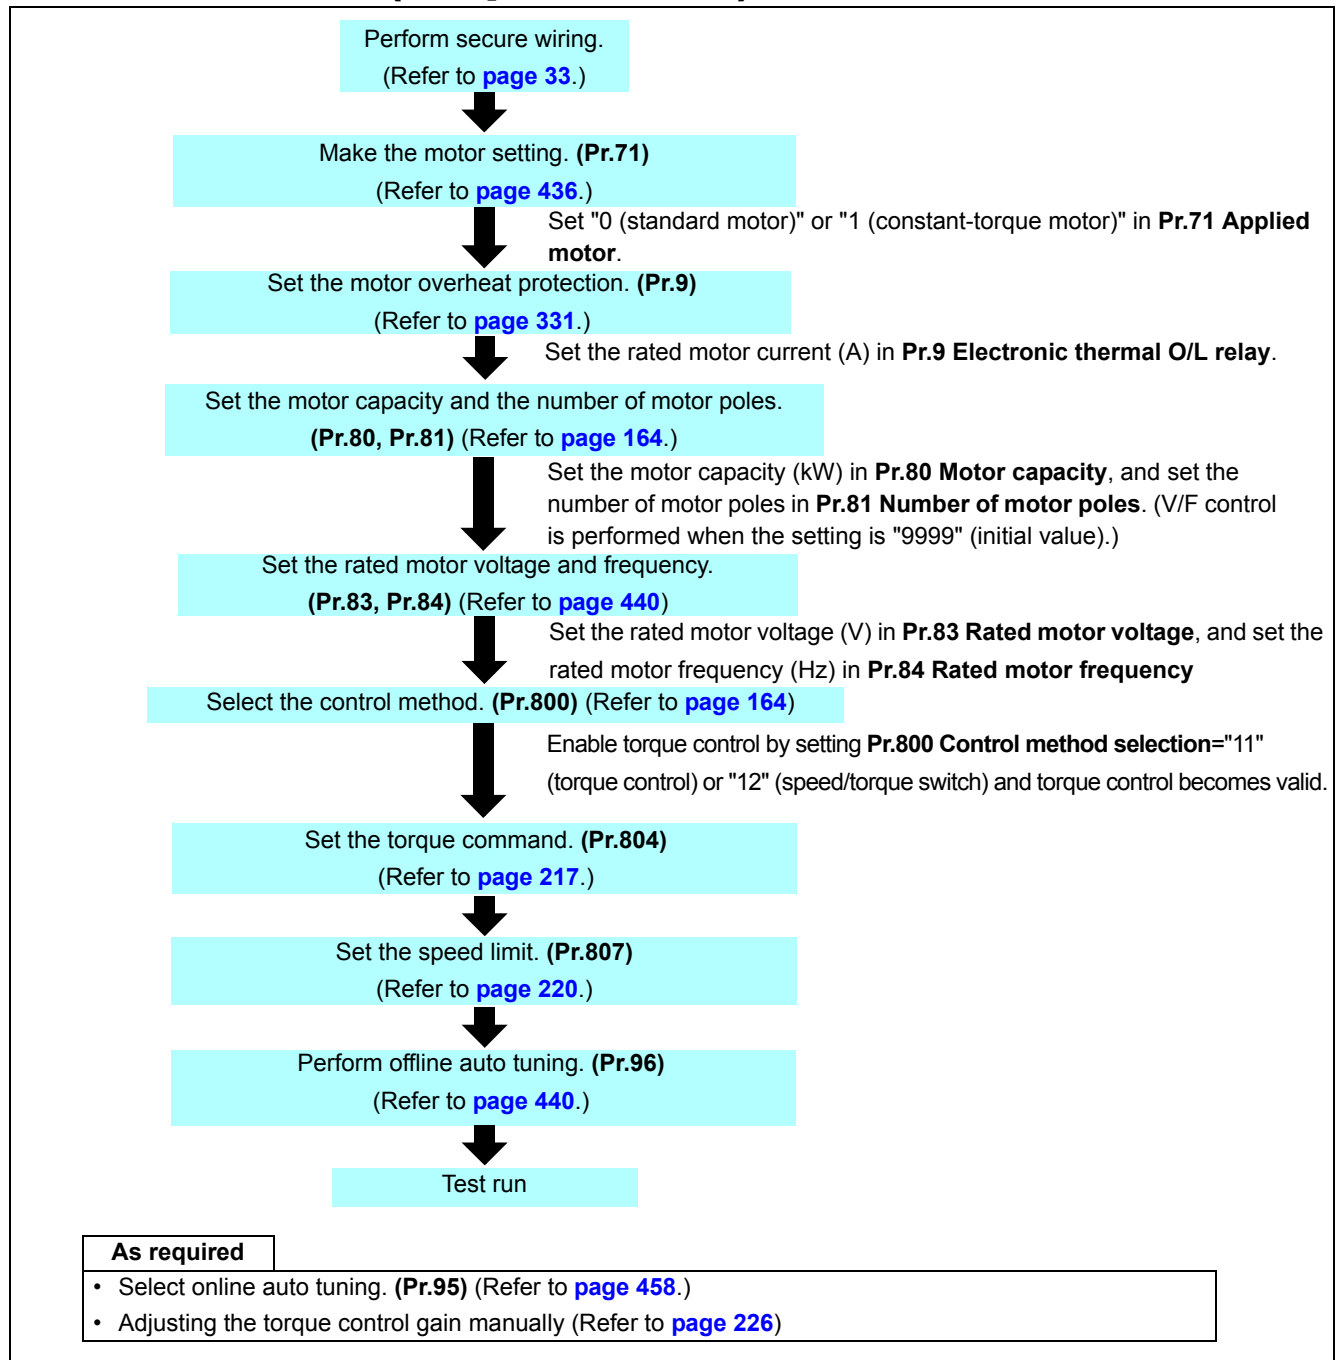 Perform secure wiring.
(Refer to page 33.)
Make the motor setting. (Pr.71)
(Refer to page 436.)
Set "0 (standard motor)" or "1 (constant-torque motor)" in Pr.71 Applied
motor.
Set the motor overheat protection. (Pr.9)
(Refer to page 331.)
Set the rated motor current (A) in Pr.9 Electronic thermal O/L relay.
Set the motor capacity and the number of motor poles.
(Pr.80, Pr.81) (Refer to page 164.)
Set the motor capacity (kW) in Pr.80 Motor capacity, and set the
number of motor poles in Pr.81 Number of motor poles. (V/F control
is performed when the setting is "9999" (initial value).)
Set the rated motor voltage and frequency.
(Pr.83, Pr.84) (Refer to page 440)
Set the rated motor voltage (V) in Pr.83 Rated motor voltage, and set the
rated motor frequency (Hz) in Pr.84 Rated motor frequency
Select the control method. (Pr.800) (Refer to page 164)
Enable torque control by setting Pr.800 Control method selection="11"
(torque control) or "12" (speed/torque switch) and torque control becomes valid.
Set the torque command. (Pr.804)
(Refer to page 217.)
Set the speed limit. (Pr.807)
(Refer to page 220.)
Perform offline auto tuning. (Pr.96)
(Refer to page 440.)
Test run
As required
• Select online auto tuning. (Pr.95) (Refer to page 458.)
• Adjusting the torque control gain manually (Refer to page 226)